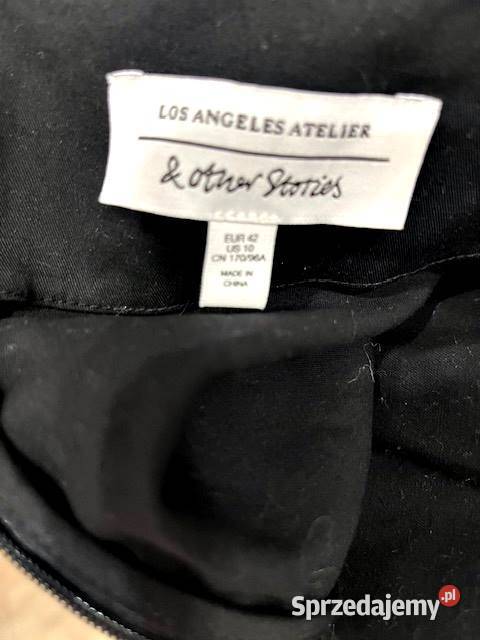 LOS ANGELES ATELIER
& other Stories
EUR 42
US 10
CN 170/96A
MADE IN
CHINA
Sprzedajemy.pl